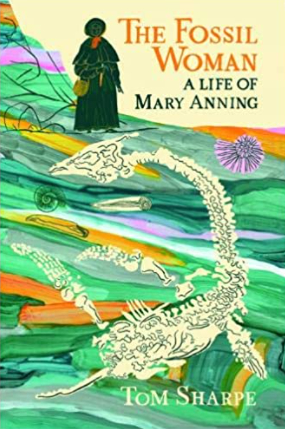 THE FOSSIL
WOMAN
A LIFE OF
MARY ANNING
TOM SHARPE